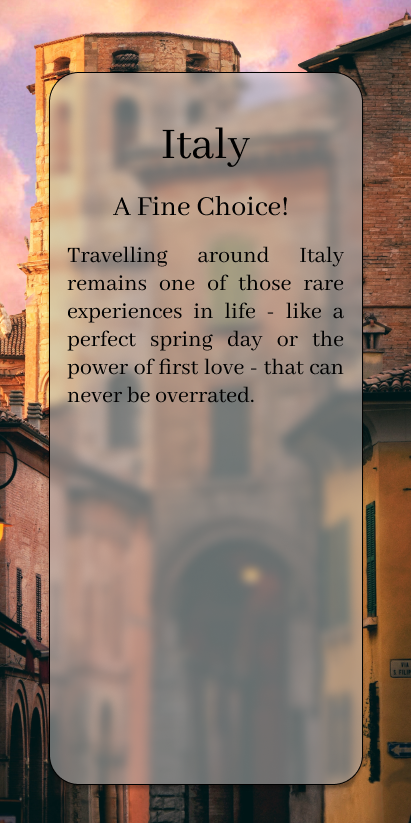 Italy
A Fine Choice!
Travelling around Italy
remains one of those rare
experiences in life - like a
perfect spring day or the
power of first love - that can
never be overrated.
VIA